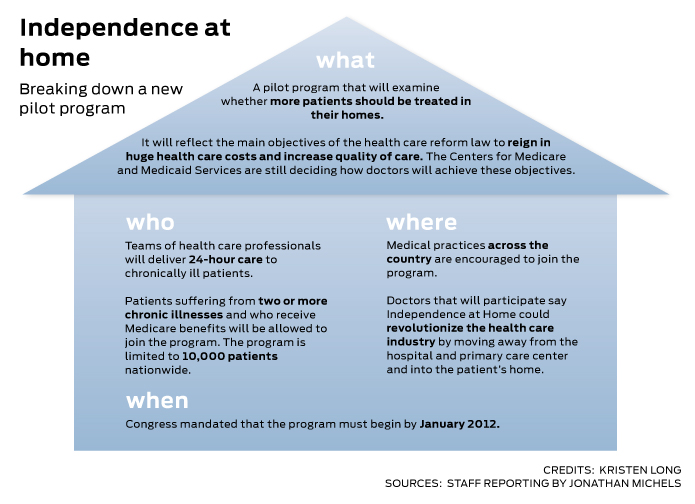 Independence at
home
Breaking down a new
pilot program
what
A pilot program that will examine
whether more patients should be treated in
their homes.
It will reflect the main objectives of the health care reform law to reign in
huge health care costs and increase quality of care. The Centers for Medicare
and Medicaid Services are still deciding how doctors will achieve these objectives.
who
Teams of health care professionals
will deliver 24-hour care to
chronically ill patients.
Patients suffering from two or more
chronic illnesses and who receive
Medicare benefits will be allowed to
join the program. The program is
limited to 10,000 patients
nationwide.
where
Medical practices across the
country are encouraged to join the
program.
Doctors that will participate say
Independence at Home could
revolutionize the health care
industry by moving away from the
hospital and primary care center
and into the patient's home.
when
Congress mandated that the program must begin by January 2012.
CREDITS: KRISTEN LONG
SOURCES: STAFF REPORTING BY JONATHAN MICHELS